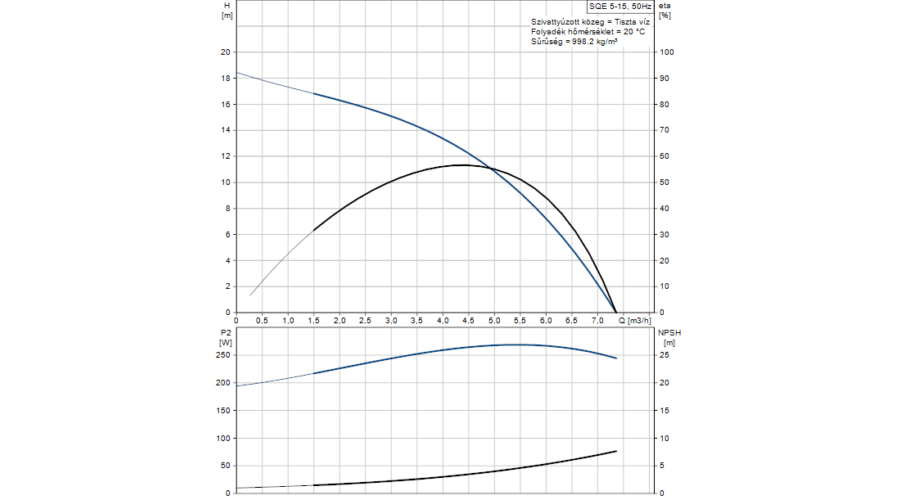 H
[m]
SQE 5-15, 50Hz
eta
[%]
Szivattyúzott közeg = Tiszta víz
Folyadék hőmérséklet = 20 °C
Sűrűség = 998.2 kg/m³
20
18
16
14
12
10
8
6
4
2
0
100
90
80
70
60
50
40
30
20
10
0
0 0,5 1,0 1,5 2,0 2,5 3,0 3,5 4,0 4,5 5,0 5,5 6,0 6,5 7,0 Q [m3/h]
P2
[W]
NPSH
[m]
250
200
150
100
50
0
25
20
15
10
5
0